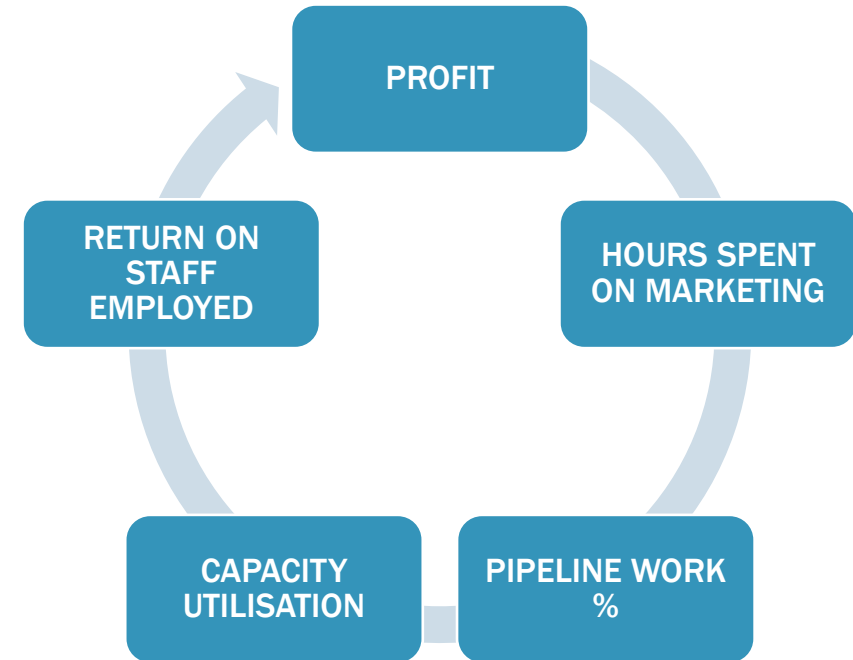 PROFIT
HOURS SPENT
ON MARKETING
PIPELINE WORK
%
CAPACITY
UTILISATION
RETURN ON
STAFF
EMPLOYED